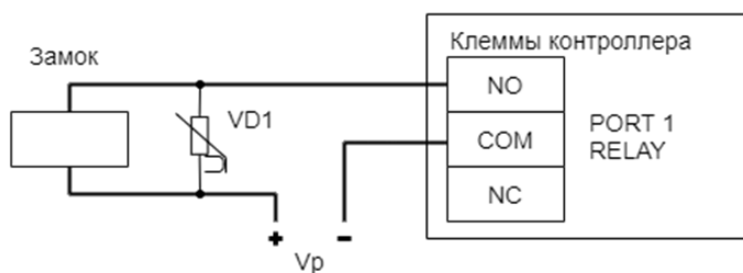 Клеммы контроллера
Замок
NO
VD1
COM
PORT 1
RELAY
NC
+ –
Vp